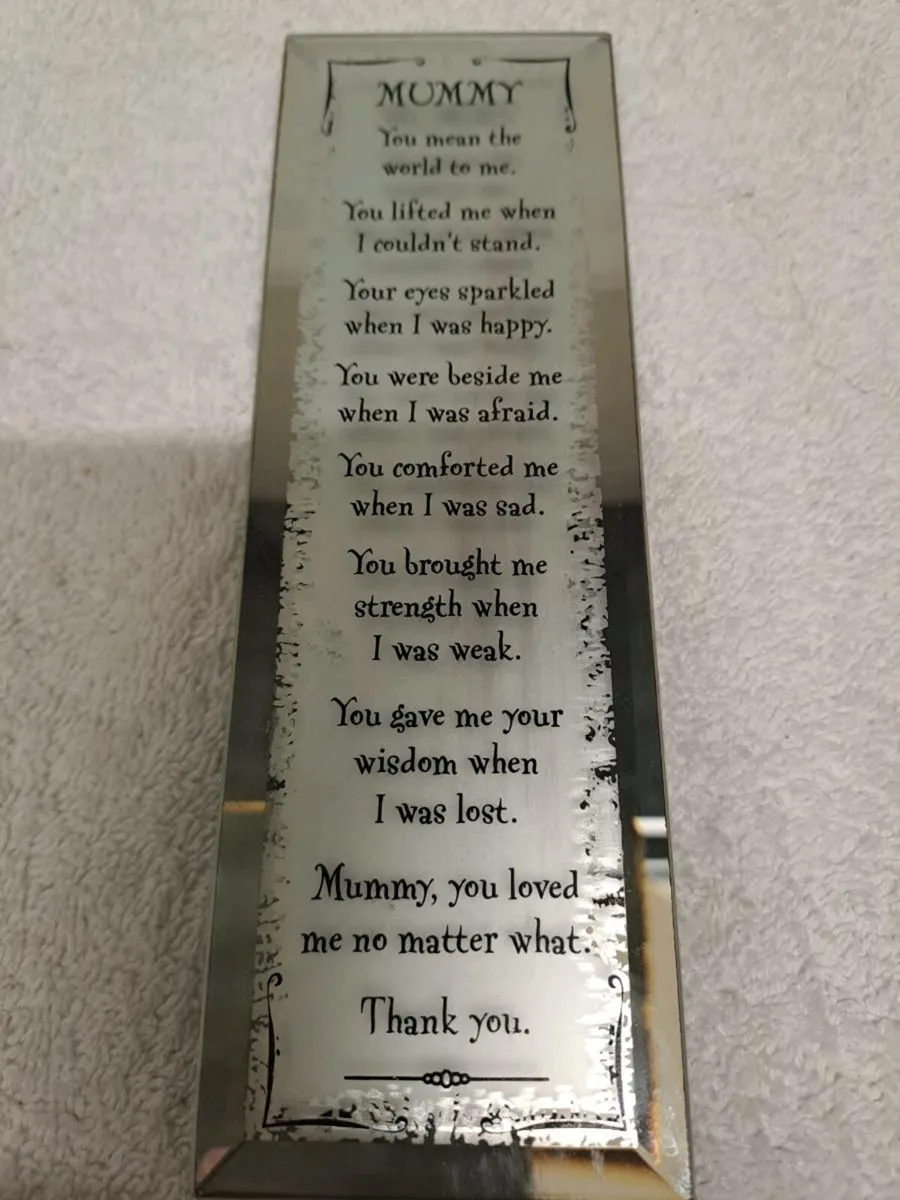 MUMMY
You mean the
world to me.
You lifted me when
I couldn't stand.
Your eyes sparkled
when I was happy.
You were beside me
when I was afraid.
You comforted me
when I was sad.
You brought me
strength when
I was weak.
You gave me your
wisdom when
I was lost.
Mummy, you loved
me no matter what.
Thank you.